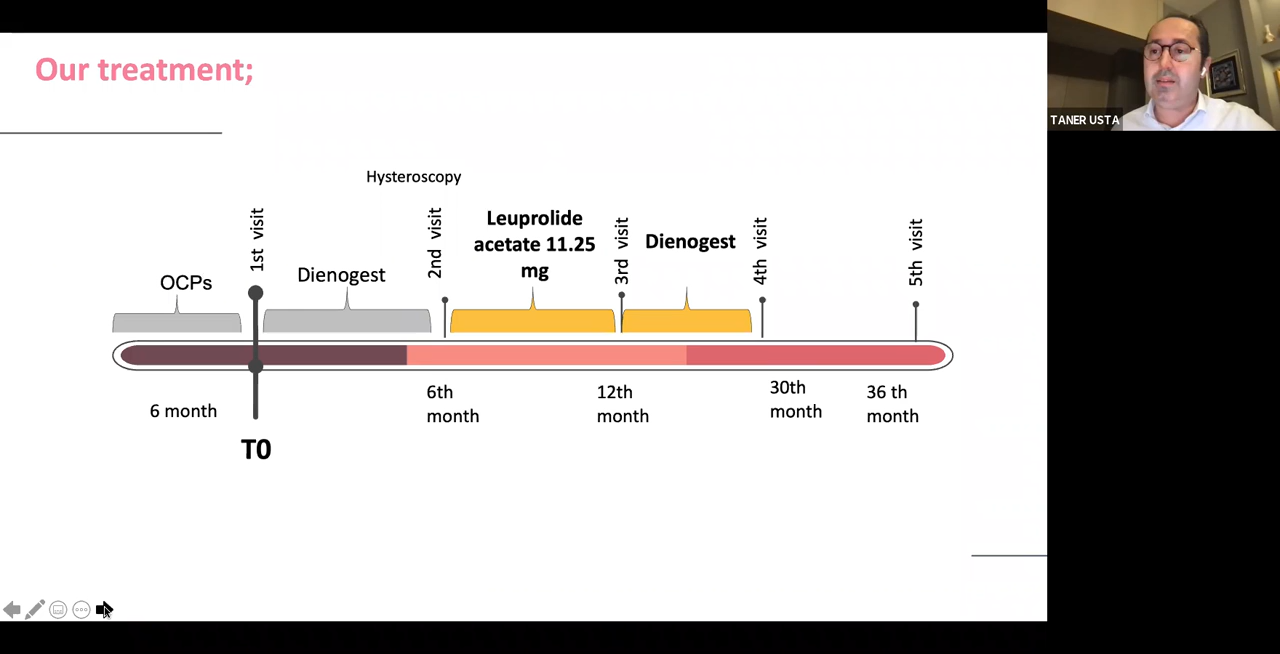 Our treatment;
TANER USTA
Hysteroscopy
OCPs
1st visit
Dienogest
2nd visit
Leuprolide
acetate 11.25
mg
3rd visit
Dienogest
4th visit
5th visit
6 month
T0
6th
month
12th
month
30th
month
36 th
month